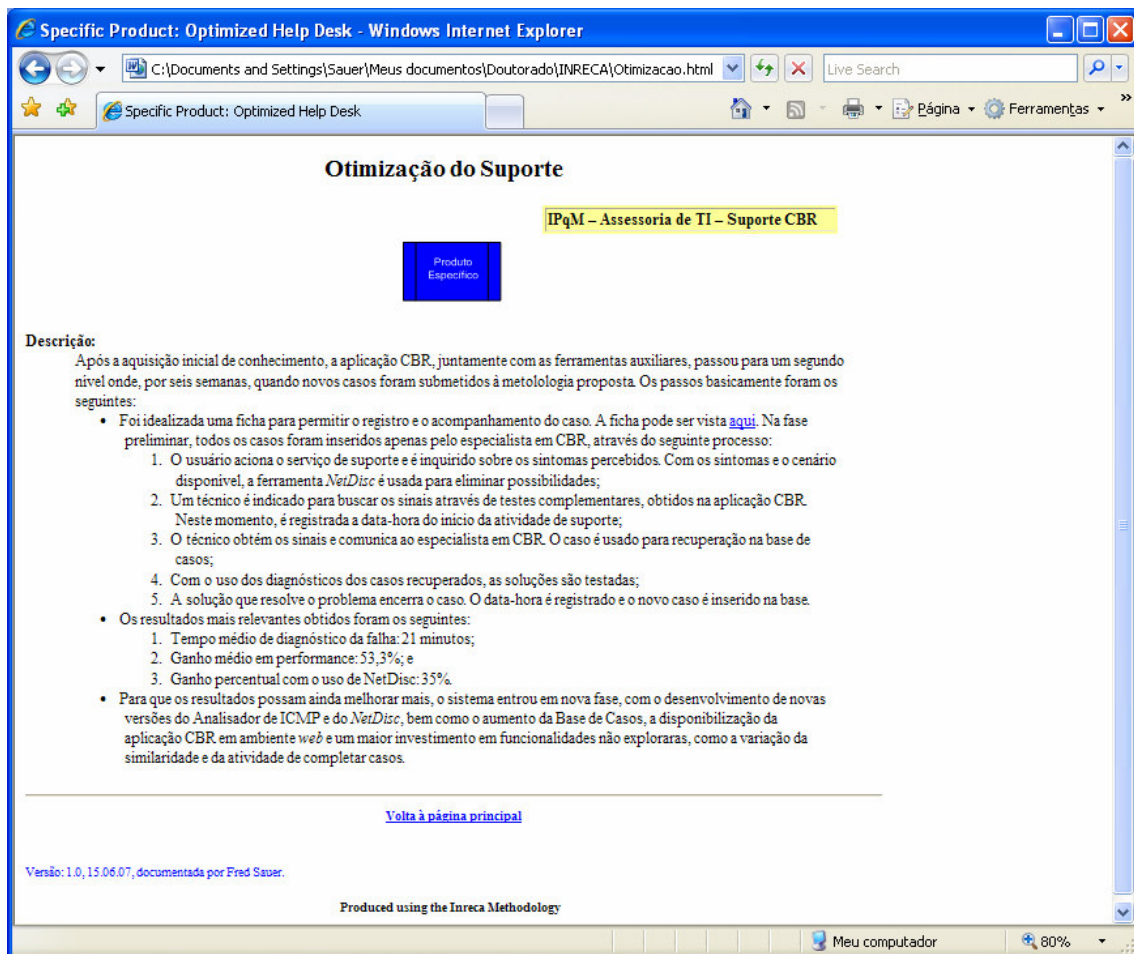 Specific Product: Optimized Help Desk - Windows Internet Explorer
C:\Documents and Settings\Sauer\Meus documentos\Doutorado\INRECA\Otimizacao.html
Live Search
Specific Product: Optimized Help Desk
Página
Ferramentas
Otimização do Suporte
IPqM – Assessoria de TI – Suporte CBR
Produto
Específico
Descrição:
Após a aquisição inicial de conhecimento, a aplicação CBR, juntamente com as ferramentas auxiliares, passou para um segundo
nível onde, por seis semanas, quando novos casos foram submetidos à metolologia proposta. Os passos basicamente foram os
seguintes:
• Foi idealizada uma ficha para permitir o registro e o acompanhamento do caso. A ficha pode ser vista aqui. Na fase
preliminar, todos os casos foram inseridos apenas pelo especialista em CBR, através do seguinte processo:
1. O usuário aciona o serviço de suporte e é inquirido sobre os sintomas percebidos. Com os sintomas e o cenário
disponível, a ferramenta NetDisc é usada para eliminar possibilidades;
2. Um técnico é indicado para buscar os sinais através de testes complementares, obtidos na aplicação CBR.
Neste momento, é registrada a data-hora do inicio da atividade de suporte;
3. O técnico obtém os sinais e comunica ao especialista em CBR. O caso é usado para recuperação na base de
casos;
4. Com o uso dos diagnósticos dos casos recuperados, as soluções são testadas;
5. A solução que resolve o problema encerra o caso. O data-hora é registrado e o novo caso é inserido na base.
• Os resultados mais relevantes obtidos foram os seguintes:
1. Tempo médio de diagnóstico da falha: 21 minutos;
2. Ganho médio em performance: 53,3%; e
3. Ganho percentual com o uso de NetDisc: 35%.
• Para que os resultados possam ainda melhorar mais, o sistema entrou em nova fase, com o desenvolvimento de novas
versões do Analisador de ICMP e do NetDisc, bem como o aumento da Base de Casos, a disponibilização da
aplicação CBR em ambiente web e um maior investimento em funcionalidades não exploraras, como a variação da
similaridade e da atividade de completar casos.
Volta à página principal
Versão: 1.0, 15.06.07, documentada por Fred Sauer.
Produced using the Inreca Methodology
Meu computador
80%